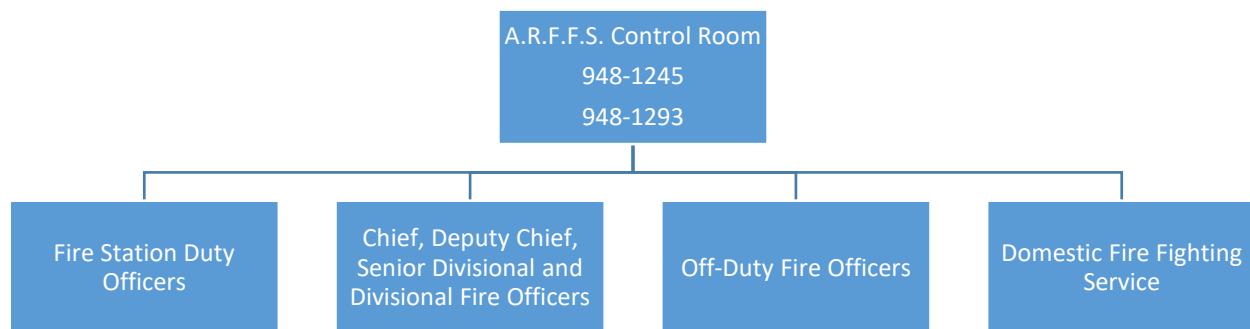 A.R.F.F.S. Control Room
948-1245
948-1293
Fire Station Duty
Officers
Chief, Deputy Chief,
Senior Divisional and
Divisional Fire Officers
Off-Duty Fire Officers
Domestic Fire Fighting
Service